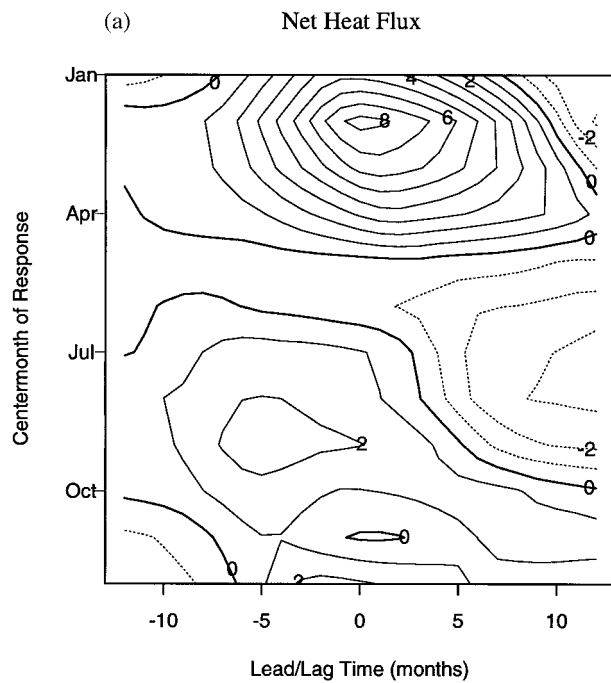 (a) Net Heat Flux
Jan
Apr
Jul
Oct
Centermonth of Response
0
4
2
8
6
-2
0
0
2
-2
0
0
0
2
-10 -5 0 5 10
Lead/Lag Time (months)